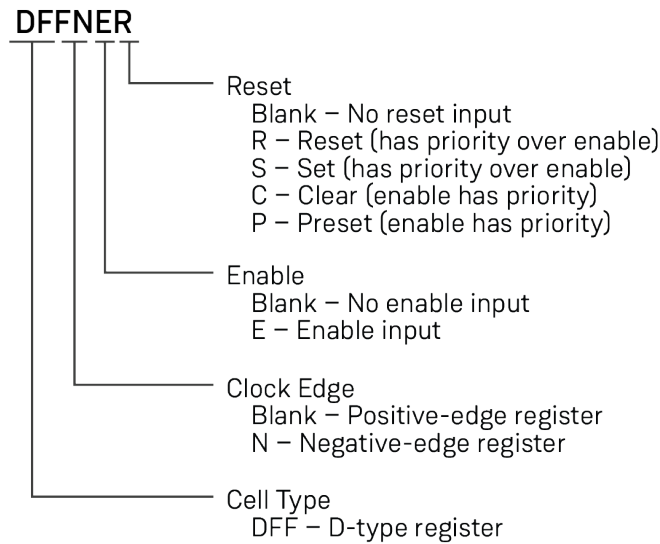 DFFNER
Reset
Blank – No reset input
R – Reset (has priority over enable)
S – Set (has priority over enable)
C – Clear (enable has priority)
P – Preset (enable has priority)
Enable
Blank – No enable input
E – Enable input
Clock Edge
Blank – Positive-edge register
N – Negative-edge register
Cell Type
DFF – D-type register